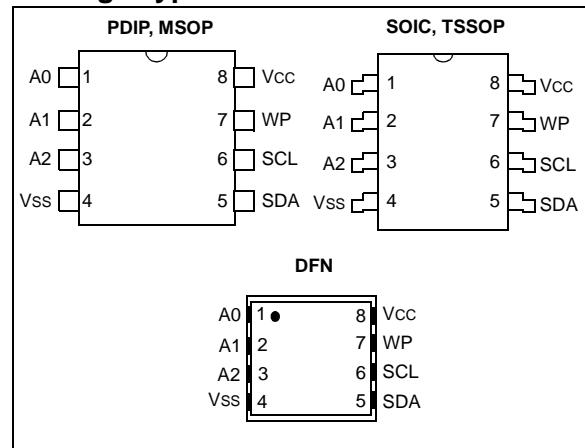 PDIP, MSOP
A0 1 8 VCC
A1 2 7 WP
A2 3 6 SCL
VSS 4 5 SDA
SOIC, TSSOP
A0 1 8 VCC
A1 2 7 WP
A2 3 6 SCL
VSS 4 5 SDA
DFN
A0 1 8 VCC
A1 2 7 WP
A2 3 6 SCL
VSS 4 5 SDA